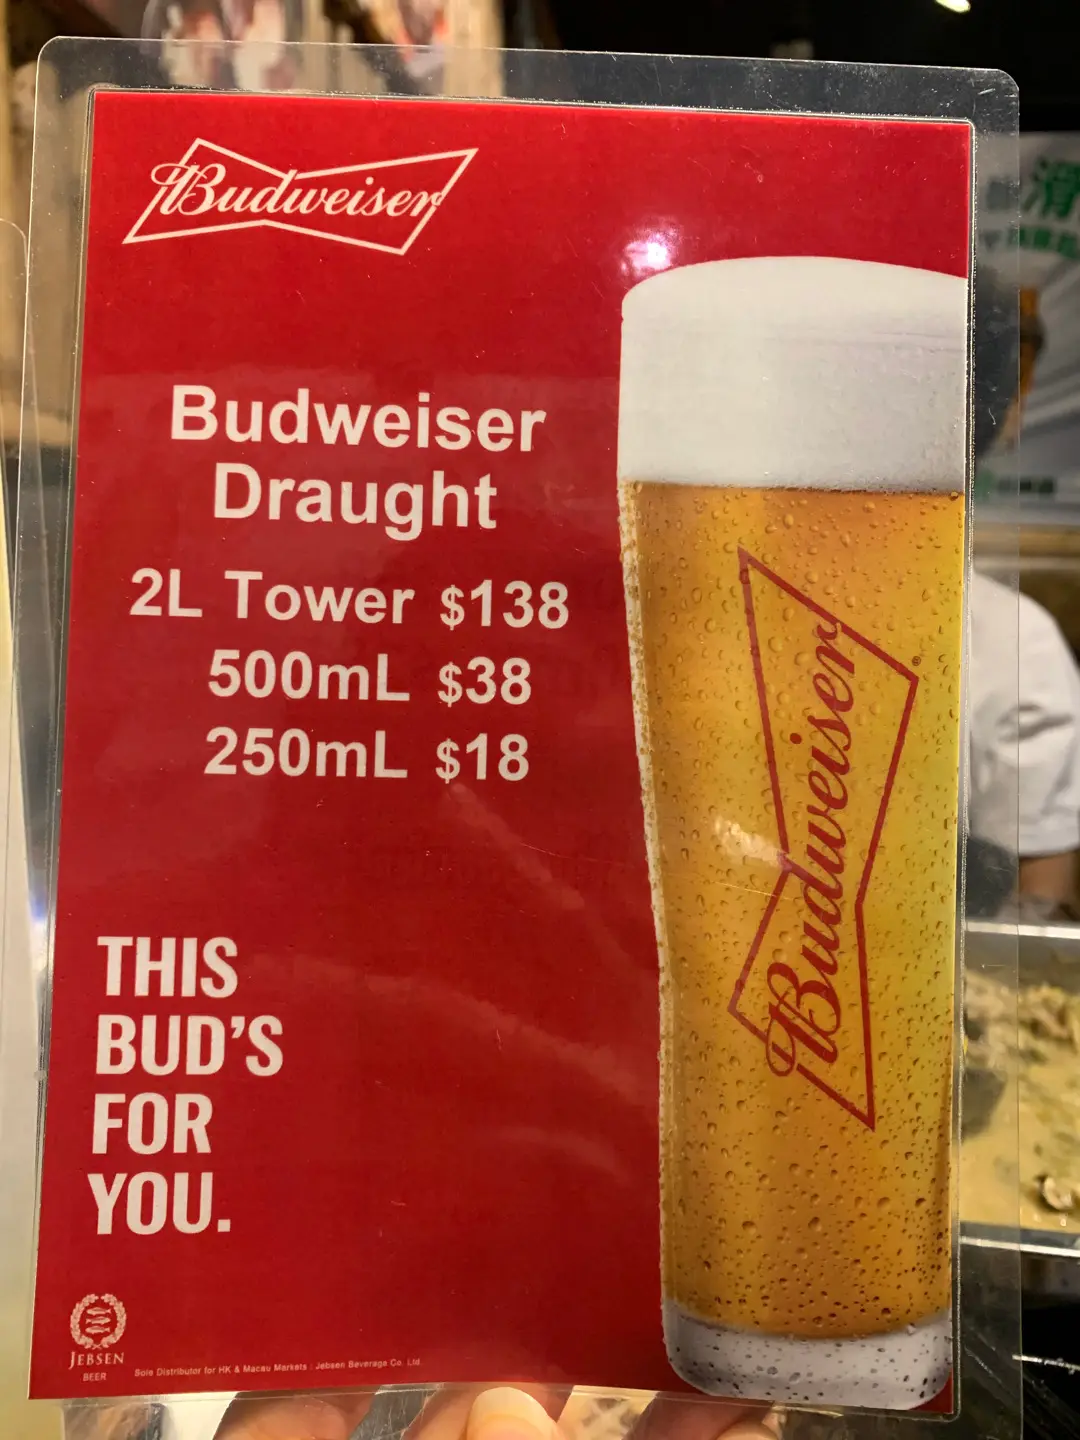 Budweiser
Budweiser
Draught
2L Tower $138
500mL $38
250mL $18
Budweiser®
THIS
BUD'S
FOR
YOU.
JEBSEN
BEER
Sole Distributor for HK & Macau Markets : Jebsen Beverage Co. Ltd.
滑